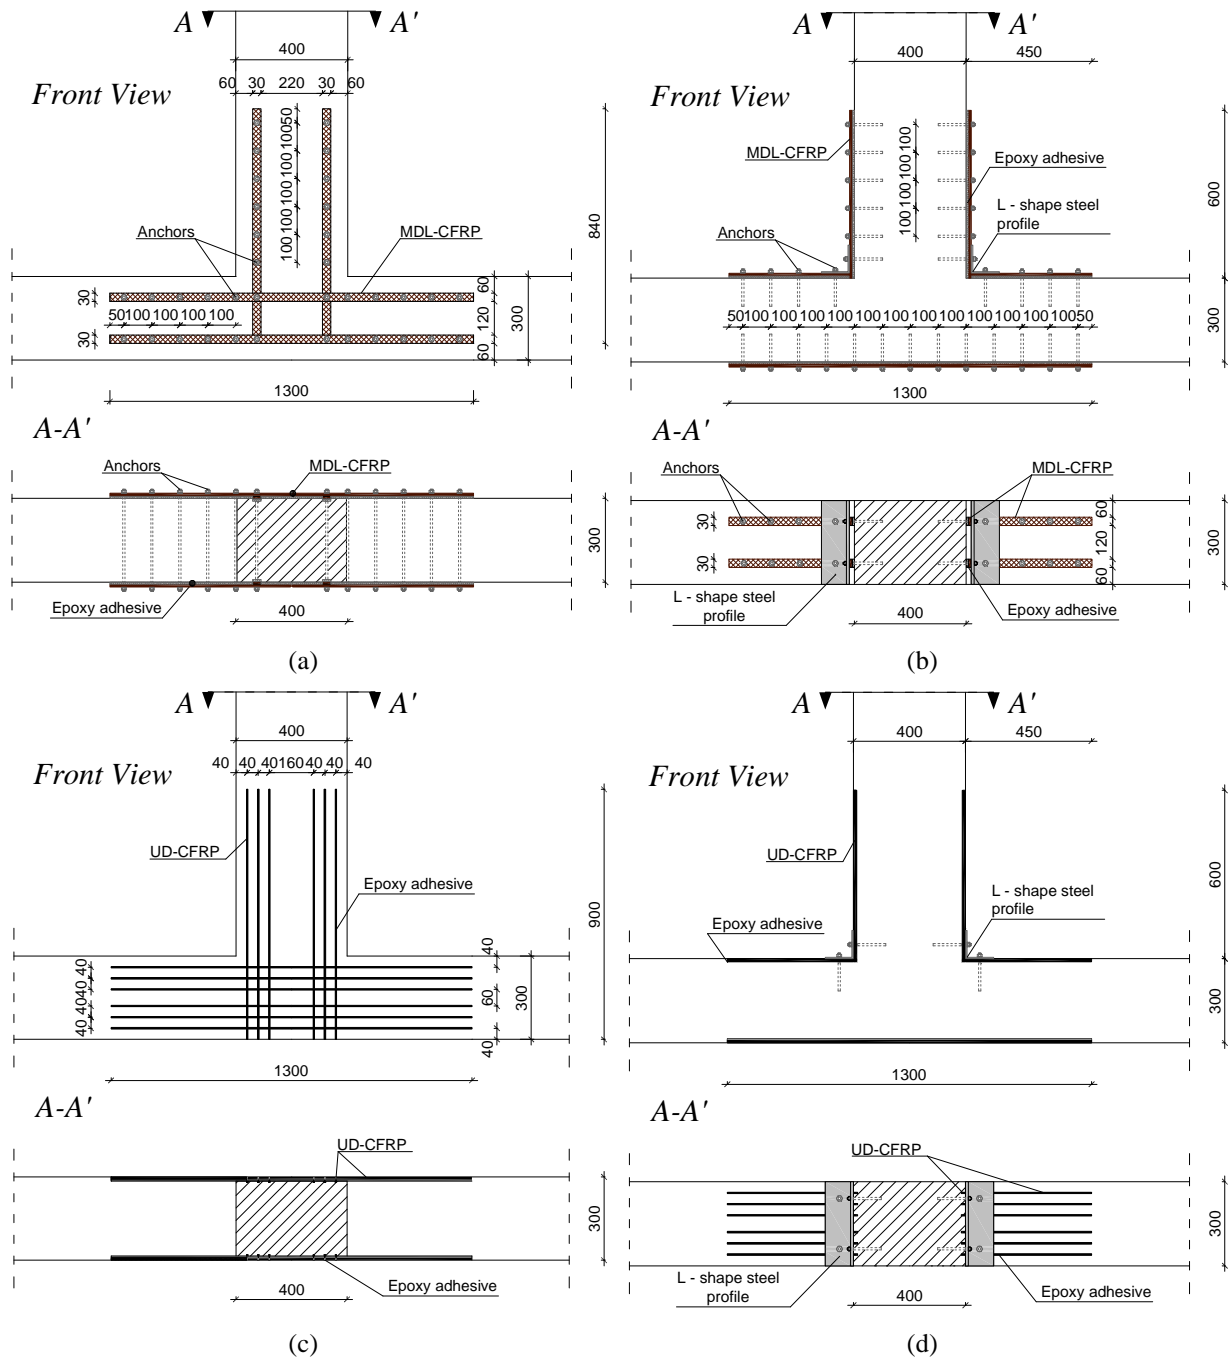 A A'
400
60 30 220 30 60
Front View
50
100
100
100
100
100
Anchors
MDL-CFRP
840
30
50 100 100 100 100
30
60
120
60
300
1300
A-A'
Anchors
MDL-CFRP
300
Epoxy adhesive
400
(a)
A A'
400 450
Front View
MDL-CFRP
100
100
100
100
Epoxy adhesive
L - shape steel
profile
Anchors
600
50 100 100 100 100 100 100 100 100 100 100 100 100 50
300
1300
A-A'
Anchors
MDL-CFRP
30
30
60
120
60
300
L - shape steel
profile
Epoxy adhesive
400
(b)
A A'
400
40 40 40 160 40 40 40
Front View
UD-CFRP
Epoxy adhesive
900
40
40
40
40
40
60
40
300
1300
A-A'
UD-CFRP
300
Epoxy adhesive
400
(c)
A A'
400 450
Front View
UD-CFRP
L - shape steel
profile
Epoxy adhesive
600
300
1300
A-A'
UD-CFRP
300
L - shape steel
profile
Epoxy adhesive
400
(d)